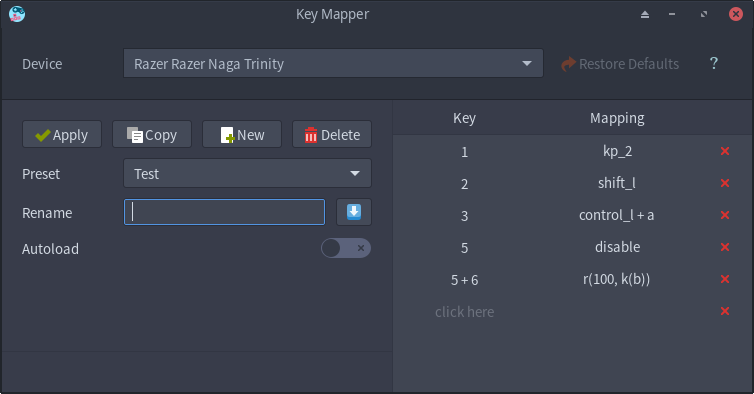 Key Mapper
Device
Razer Razer Naga Trinity
Restore Defaults
?
Apply
Copy
New
Delete
Preset
Test
Rename
Autoload
Key Mapping
1 kp_2
2 shift_l
3 control_l + a
5 disable
5 + 6 r(100, k(b))
click here